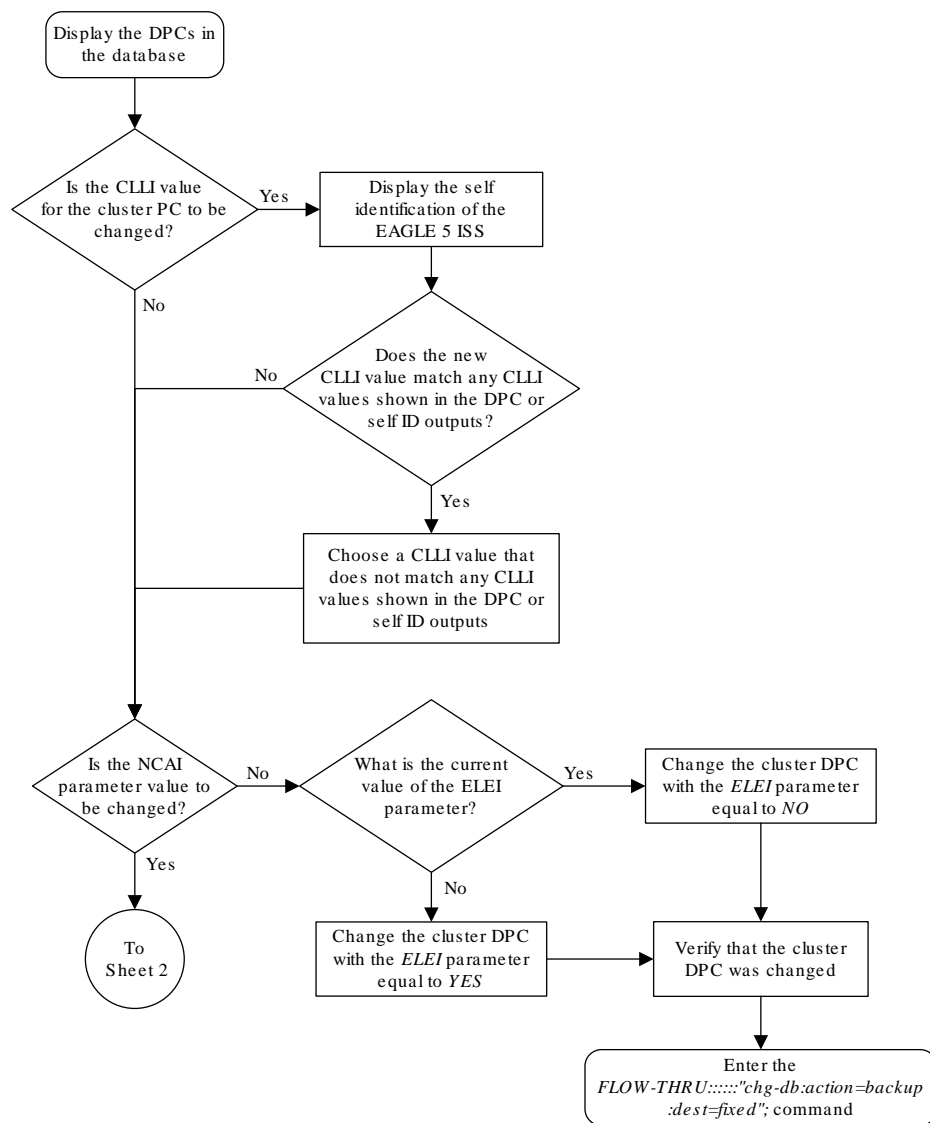 Display the DPCs in
the database
Is the CLLI value
for the cluster PC to be
changed?
Yes
Display the self
identification of the
EAGLE 5 ISS
No
Does the new
CLLI value match any CLLI
values shown in the DPC or
self ID outputs?
No
Yes
Choose a CLLI value that
does not match any CLLI
values shown in the DPC or
self ID outputs
Is the NCAI
parameter value to
be changed?
No
What is the current
value of the ELEI
parameter?
Yes
Change the cluster DPC
with the ELEI parameter
equal to NO
Yes
No
To
Sheet 2
Change the cluster DPC
with the ELEI parameter
equal to YES
Verify that the cluster
DPC was changed
Enter the
FLOW-THRU::::::"chg-db:action=backup
:dest=fixed"; command